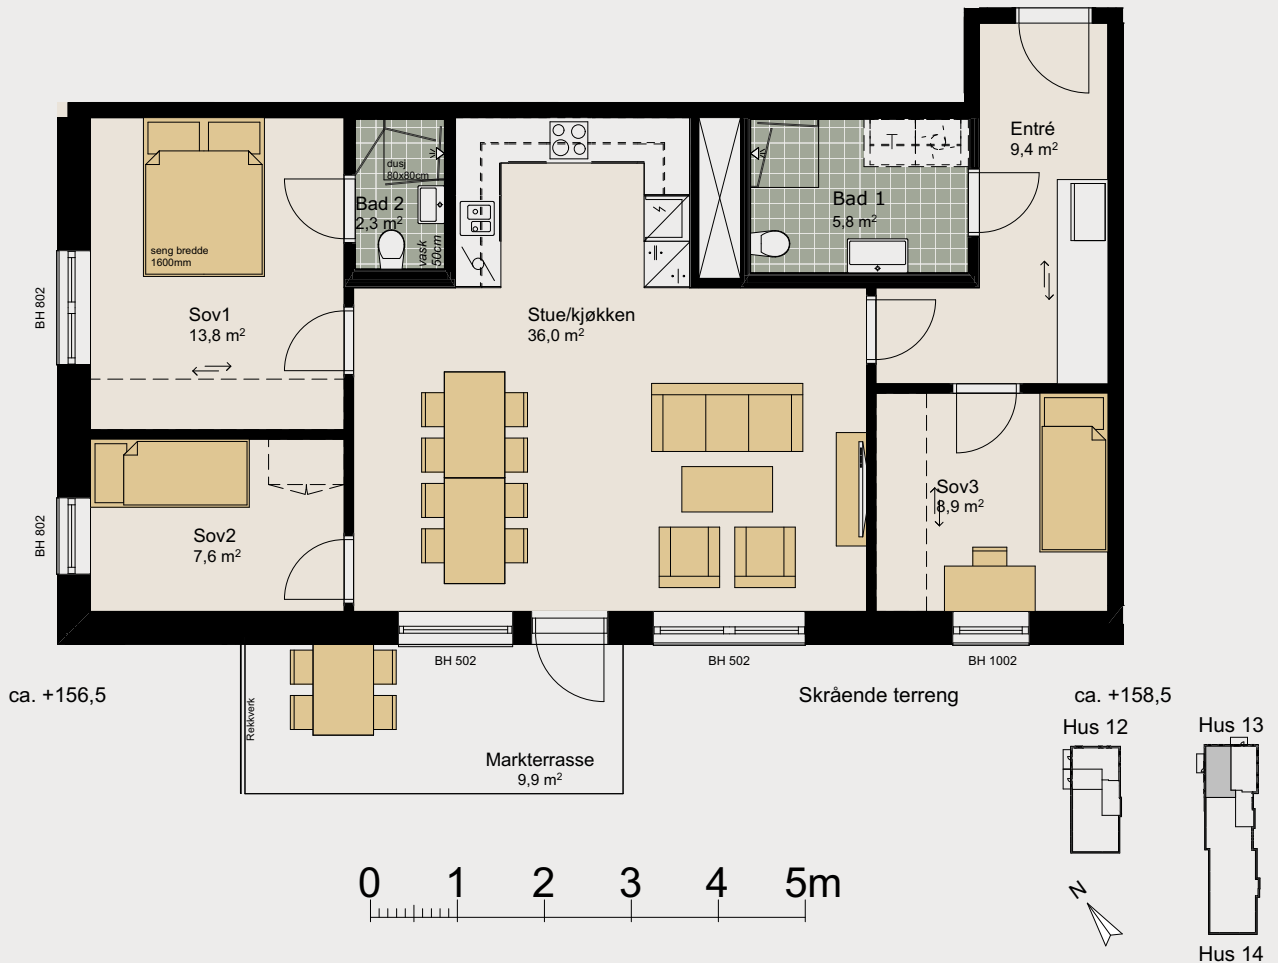 Entré
9,4 m²
dusj
80x80cm
Bad 2
2,3 m²
vask
50cm
Bad 1
5,8 m²
seng bredde
1600mm
BH 802
Sov1
13,8 m²
Stue/kjøkken
36,0 m²
Sov3
8,9 m²
BH 802
Sov2
7,6 m²
BH 502
BH 502
BH 1002
ca. +156,5
Rekkverk
Skrående terreng
ca. +158,5
Hus 12
Hus 13
Markterrasse
9,9 m²
0 1 2 3 4 5m
N
Hus 14